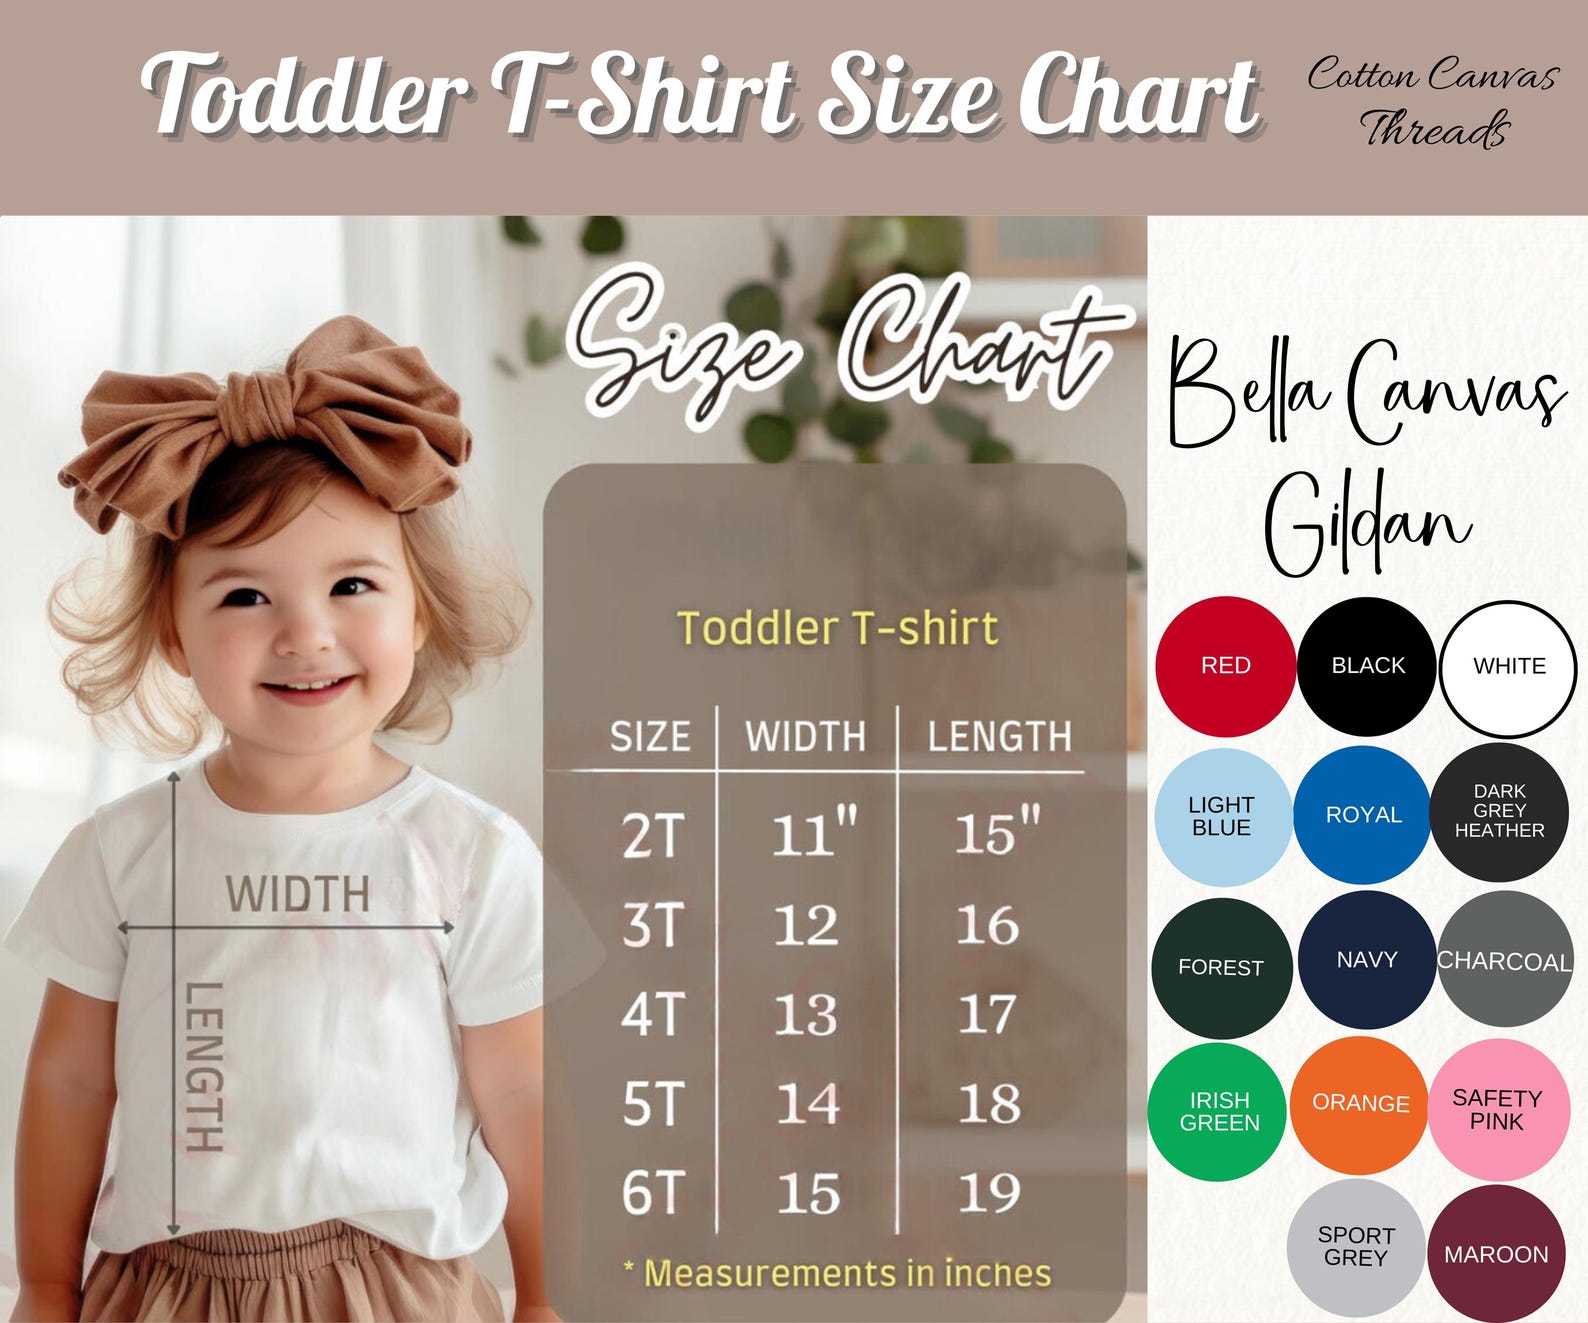 Toddler T-Shirt Size Chart
Cotton Canvas
Threads
Size Chart
Toddler T-shirt
SIZE WIDTH LENGTH
2T 11" 15"
3T 12 16
4T 13 17
5T 14 18
6T 15 19
* Measurements in inches
WIDTH
LENGTH
Bella Canvas
Gildan
RED
BLACK
WHITE
LIGHT
BLUE
ROYAL
DARK
GREY
HEATHER
FOREST
NAVY
CHARCOAL
IRISH
GREEN
ORANGE
SAFETY
PINK
SPORT
GREY
MAROON